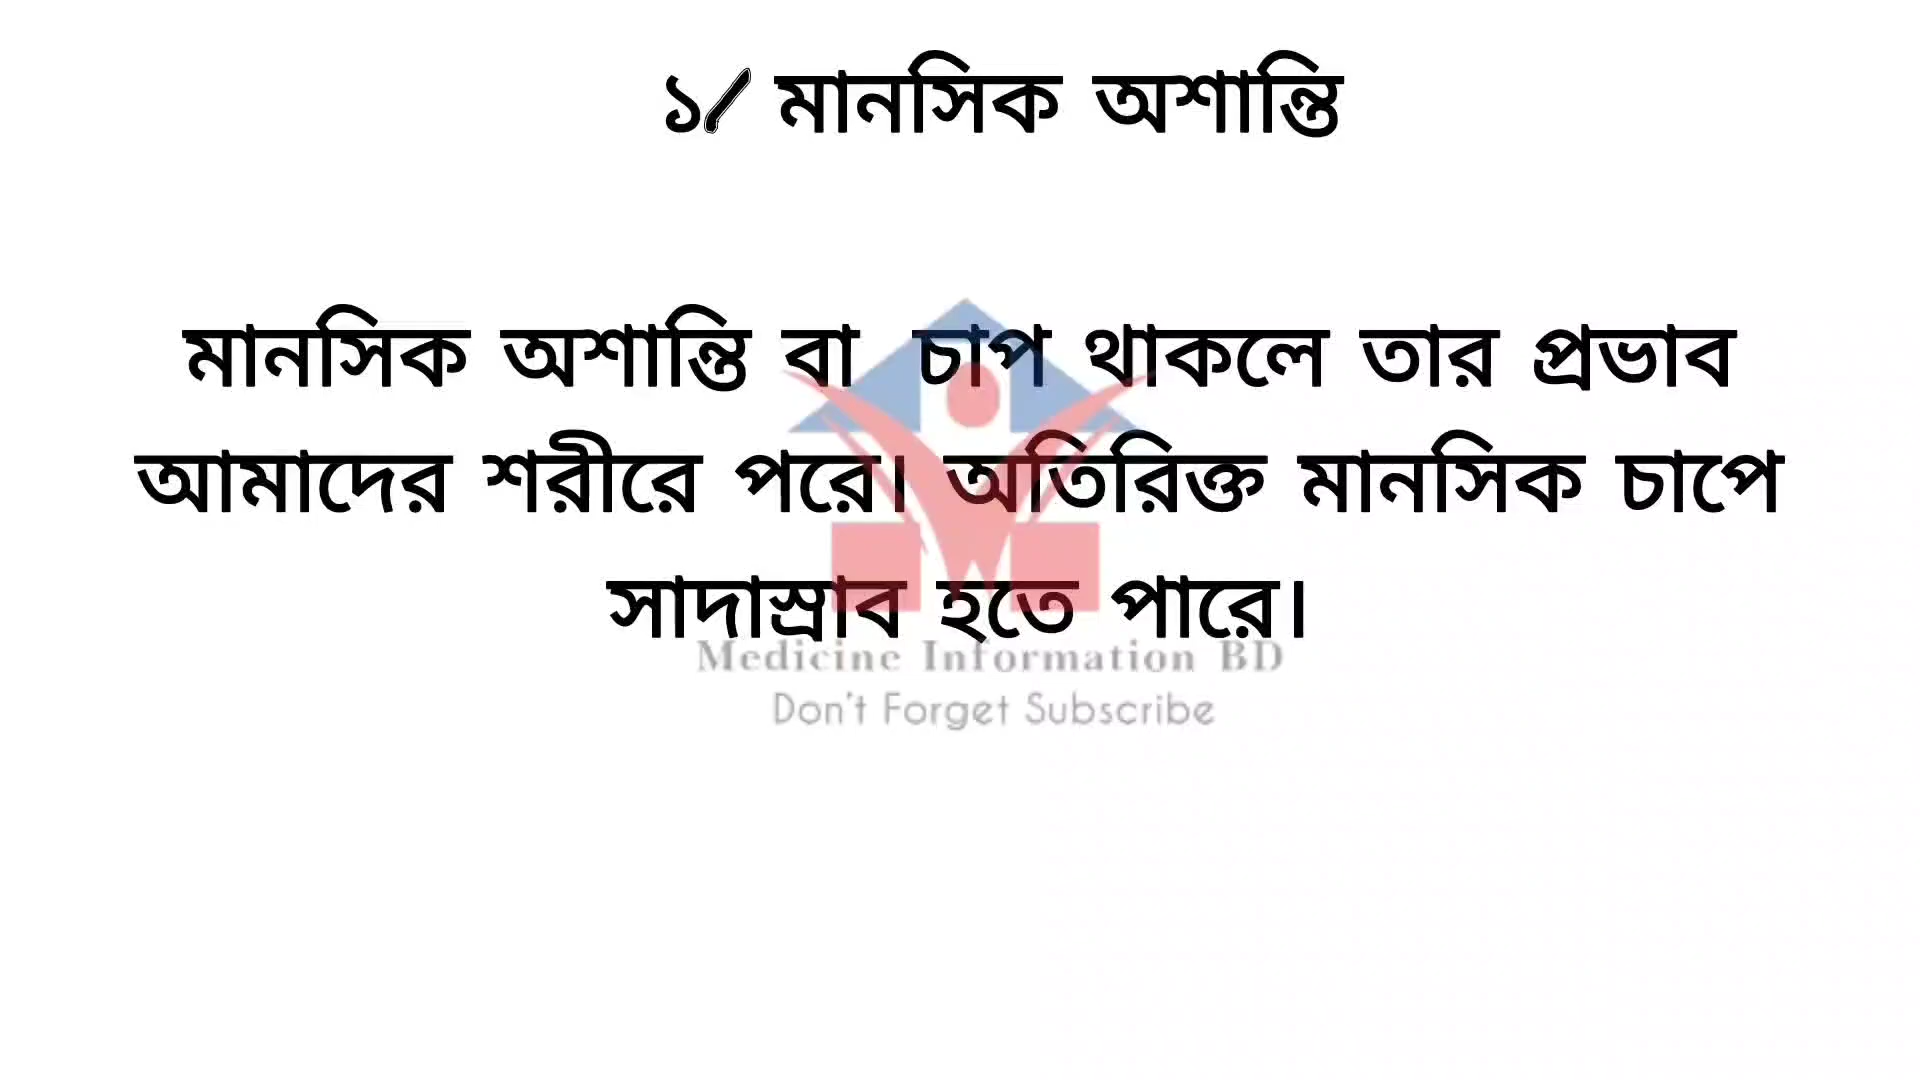 ১/ মানসিক অশান্তি
মানসিক অশান্তি বা চাপ থাকলে তার প্রভাব
আমাদের শরীরে পরে। অতিরিক্ত মানসিক চাপে
সাদাস্রাব হতে পারে।
Medicine Information BD
Don't Forget Subscribe